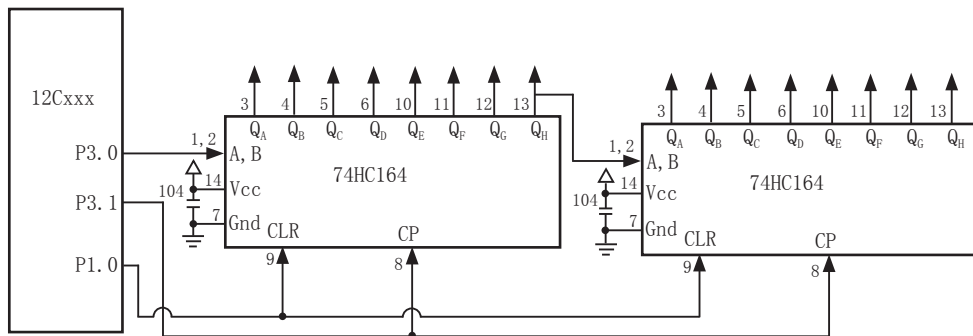 12Cxxx
P3.0
P3.1
P1.0
3 4 5 6 10 11 12 13
QA QB QC QD QE QF QG QH
1,2
A,B
74HC164
14
Vcc
104
7
Gnd
CLR
CP
9
8
3 4 5 6 10 11 12 13
QA QB QC QD QE QF QG QH
1,2
A,B
74HC164
14
Vcc
104
7
Gnd
CLR
CP
9
8